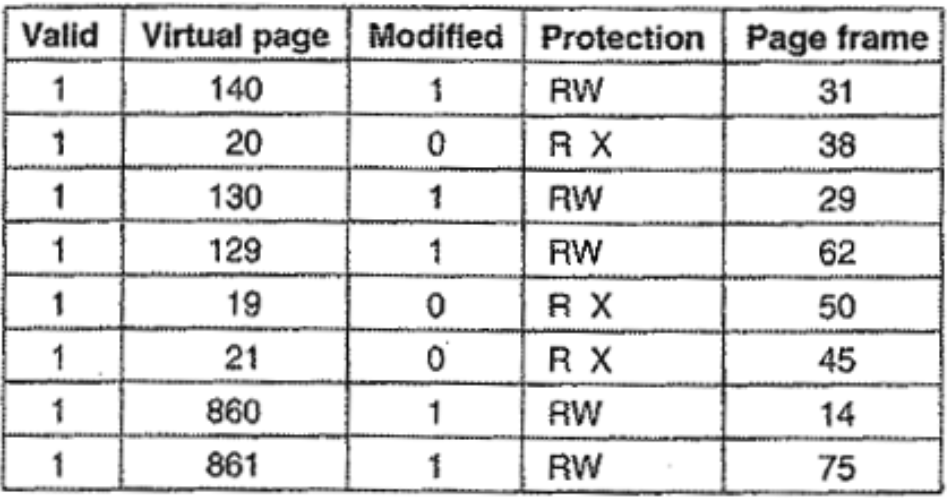 Valid Virtual page Modified Protection Page frame
1 140 1 RW 31
1 20 0 R X 38
1 130 1 RW 29
1 129 1 RW 62
1 19 0 R X 50
1 21 0 R X 45
1 860 1 RW 14
1 861 1 RW 75